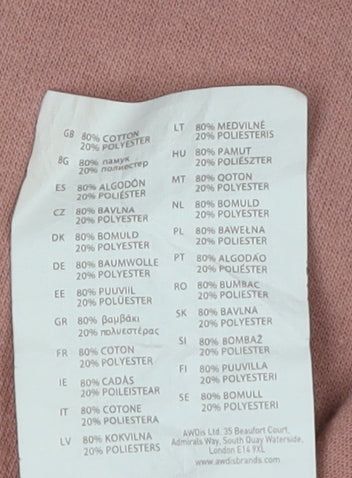 GB 80% COTTON
20% POLYESTER
BG 80% памук
20% полиестер
ES 80% ALGODÓN
20% POLIÉSTER
CZ 80% BAVLNA
20% POLYESTER
DK 80% BOMULD
20% POLYESTER
DE 80% BAUMWOLLE
20% POLYESTER
EE 80% PUUVIIL
20% POLÜESTER
GR 80% βαμβάκι
20% πολυεστέρας
FR 80% COTON
20% POLYESTER
IE 80% CADÁS
20% POILEISTEAR
IT 80% COTONE
20% POLIESTERA
LV 80% KOKVILNA
20% POLIESTERS
LT 80% MEDVILNĖ
20% POLIESTERIS
HU 80% PAMUT
20% POLIÉSZTER
MT 80% QOTON
20% POLYESTER
NL 80% BOMULD
20% POLYESTER
PL 80% BAWEŁNA
20% POLIESTER
PT 80% ALGODÃO
20% POLIÉSTER
RO 80% BUMBAC
20% POLIESTER
SK 80% BAVLNA
20% POLYESTER
SI 80% BOMBAŽ
20% POLIESTER
FI 80% PUUVILLA
20% POLYESTERI
SE 80% BOMULL
20% POLYESTERI
AWDis Ltd. 35 Beaufort Court,
Admirals Way, South Quay Waterside,
London E14 9XL
www.awdisbrands.com